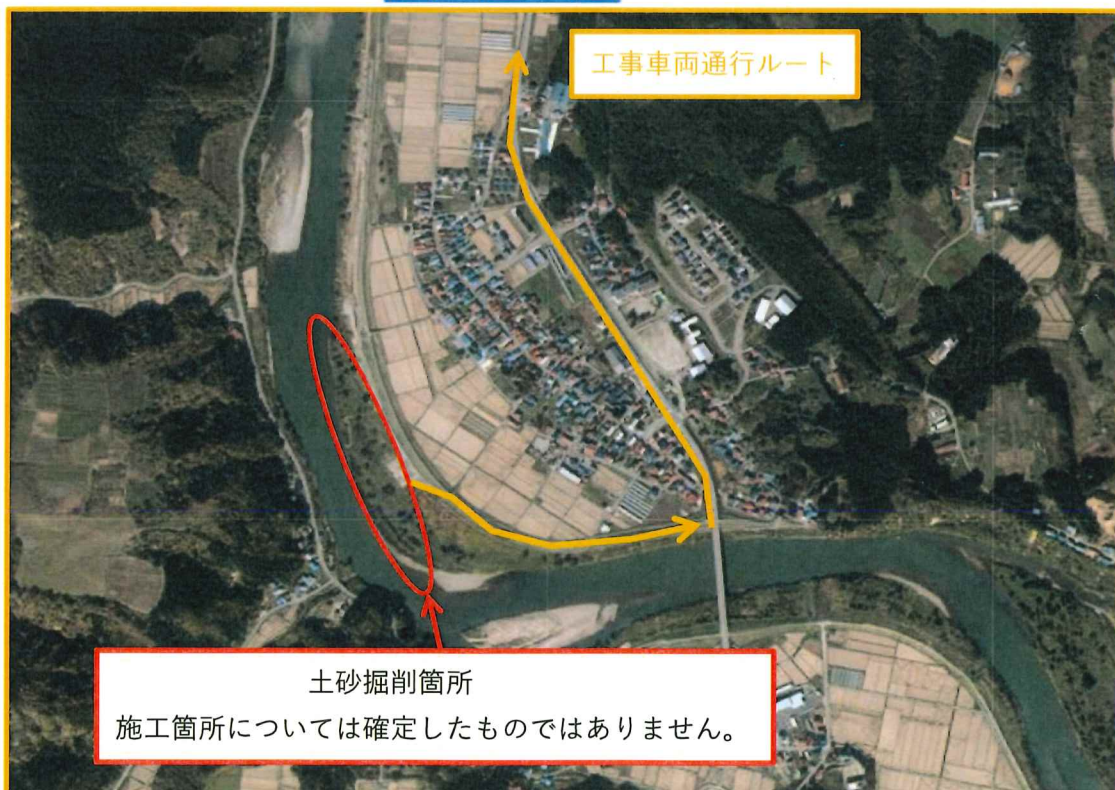 工事車両通行ルート
土砂掘削箇所
施工箇所については確定したものではありません。